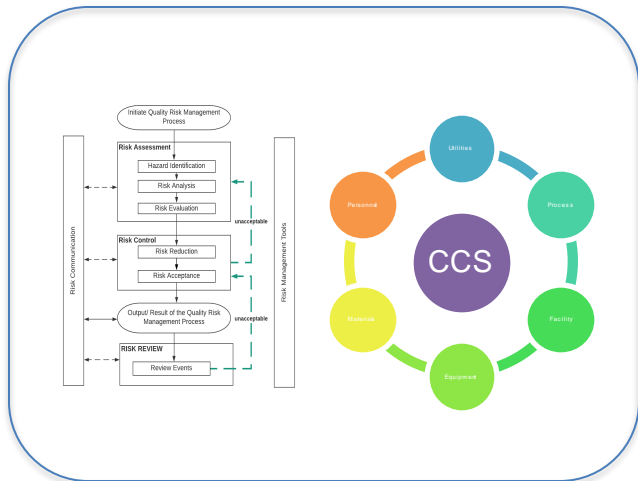 Initiate Quality Risk Management
Process
Risk Assessment
Hazard Identification
Risk Analysis
Risk Evaluation
unacceptable
Risk Control
Risk Reduction
Risk Acceptance
Output/ Result of the Quality Risk
Management Process
unacceptable
RISK REVIEW
Review Events
Risk Communication
Risk Management Tools
Utilities
Process
Facility
Equipment
Materials
Personnel
CCS